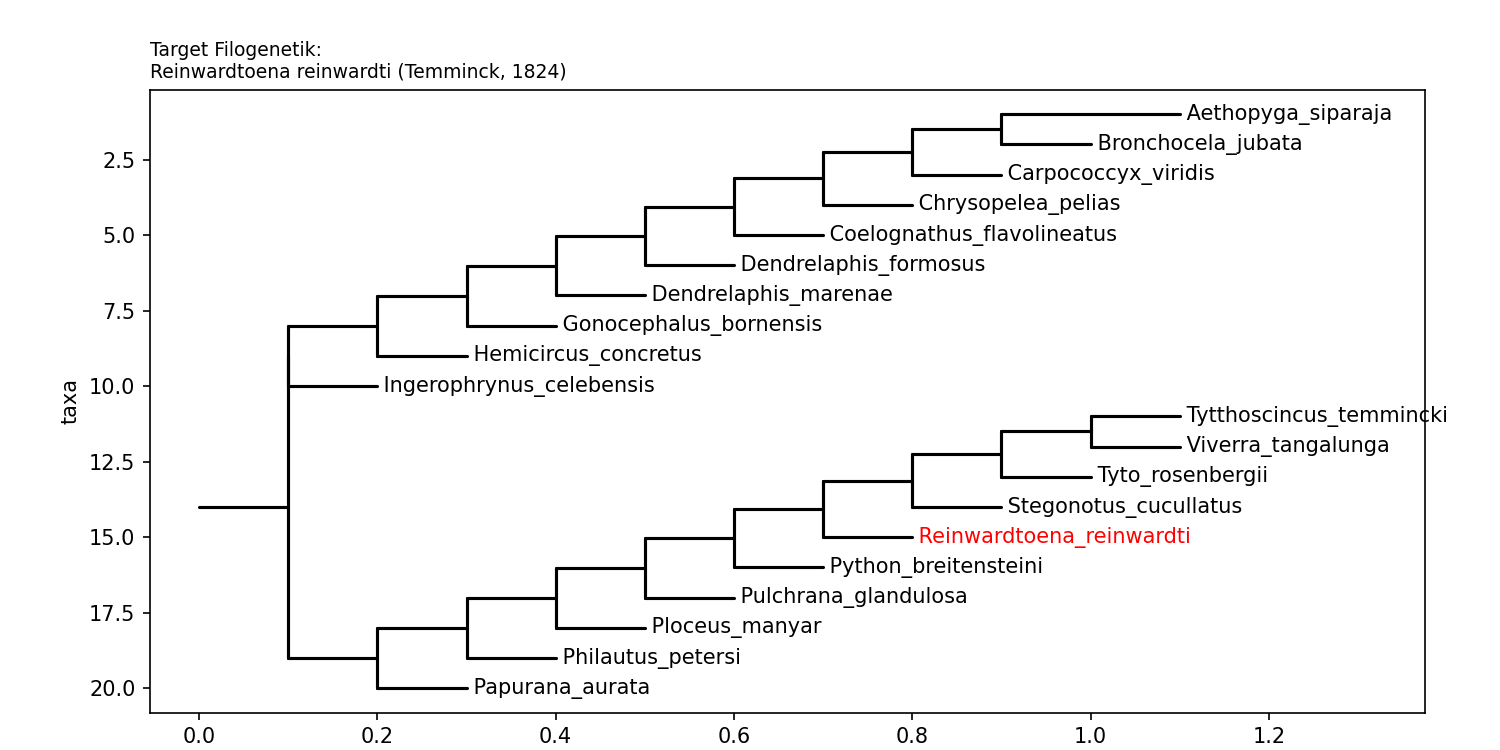 Target Filogenetik:
Reinwardtoena reinwardti (Temminck, 1824)
Aethopyga_siparaja
Bronchocela_jubata
2.5
Carpococcyx_viridis
Chrysopelea_pelias
5.0
Coelognathus_flavolineatus
Dendrelaphis_formosus
Dendrelaphis_marenae
7.5
Gonocephalus_bornensis
Hemicircus_concretus
10.0
Ingerophrynus_celebensis
taxa
Tytthoscincus_temmincki
Viverra_tangalunga
12.5
Tyto_rosenbergii
Stegonotus_cucullatus
15.0
Reinwardtoena_reinwardti
Python_breitensteini
Pulchrana_glandulosa
17.5
Ploceus_manyar
Philautus_petersi
20.0
Papurana_aurata
0.0 0.2 0.4 0.6 0.8 1.0 1.2